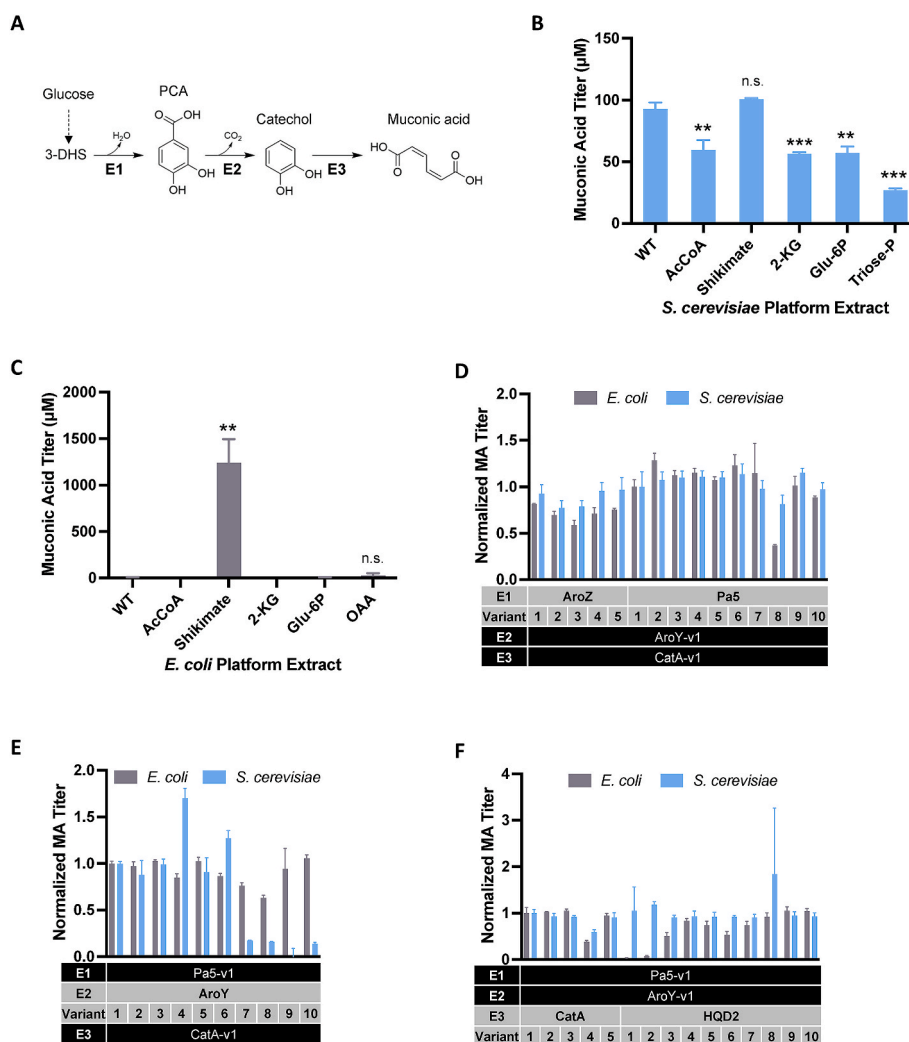 A
Glucose
3-DHS
E1
H₂O
PCA
O
OH
OH
OH
E2
CO₂
Catechol
OH
OH
E3
Muconic acid
O
OH
OH
O
B
Muconic Acid Titer (µM)
150
100
50
0
**
n.s.
***
**
***
WT
AcCoA
Shikimate
2-KG
Glu-6P
Triose-P
S. cerevisiae Platform Extract
C
Muconic Acid Titer (µM)
2000
1500
1000
500
0
**
n.s.
WT
AcCoA
Shikimate
2-KG
Glu-6P
OAA
E. coli Platform Extract
D
E. coli S. cerevisiae
Normalized MA Titer
2.0
1.5
1.0
0.5
0.0
E1 AroZ Pa5
Variant 1 2 3 4 5 1 2 3 4 5 6 7 8 9 10
E2 AroY-v1
E3 CatA-v1
E
E. coli S. cerevisiae
Normalized MA Titer
2.0
1.5
1.0
0.5
0.0
E1 Pa5-v1
E2 AroY
Variant 1 2 3 4 5 6 7 8 9 10
E3 CatA-v1
F
E. coli S. cerevisiae
Normalized MA Titer
4
3
2
1
0
E1 Pa5-v1
E2 AroY-v1
E3 CatA HQD2
Variant 1 2 3 4 5 1 2 3 4 5 6 7 8 9 10